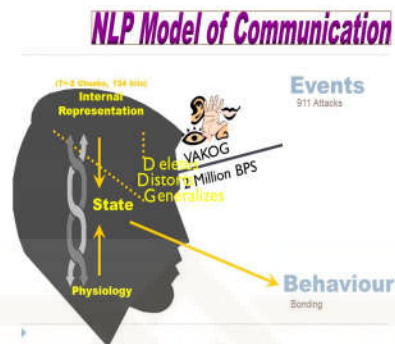 NLP Model of Communication
(7+-2 Chunks, 134 bits)
Internal
Representation
Events
911 Attacks
VAKOG
2 Million BPS
Deletes
Distorts
Generalizes
State
Physiology
Behaviour
Bonding